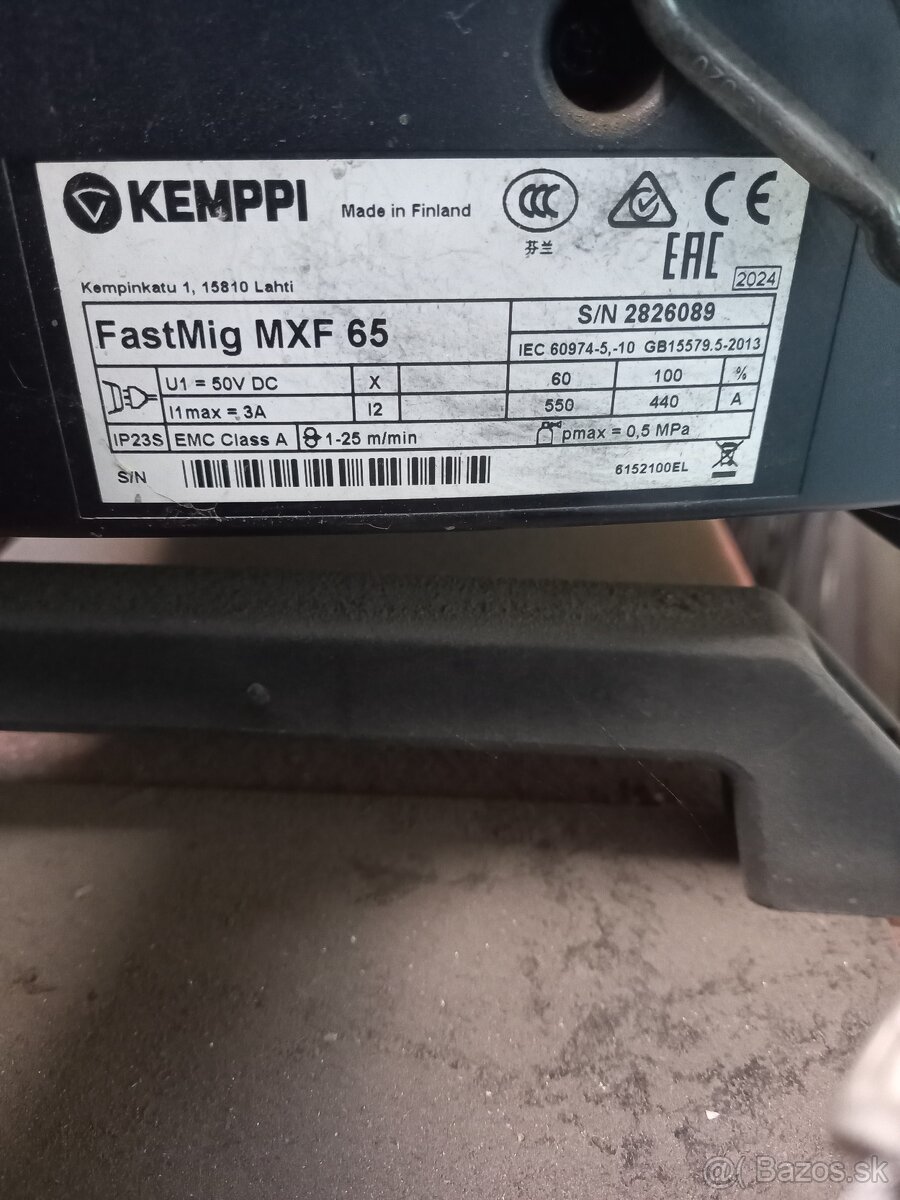 KEMPPI Made in Finland CCC CE
芬兰 EAC
Kempinkatu 1, 15810 Lahti 2024
FastMig MXF 65 S/N 2826089
IEC 60974-5,-10 GB15579.5-2013
U1 = 50V DC X 60 100 %
I1max = 3A I2 550 440 A
IP23S EMC Class A 1-25 m/min pmax = 0,5 MPa
S/N 6152100EL
@( Bazos.sk